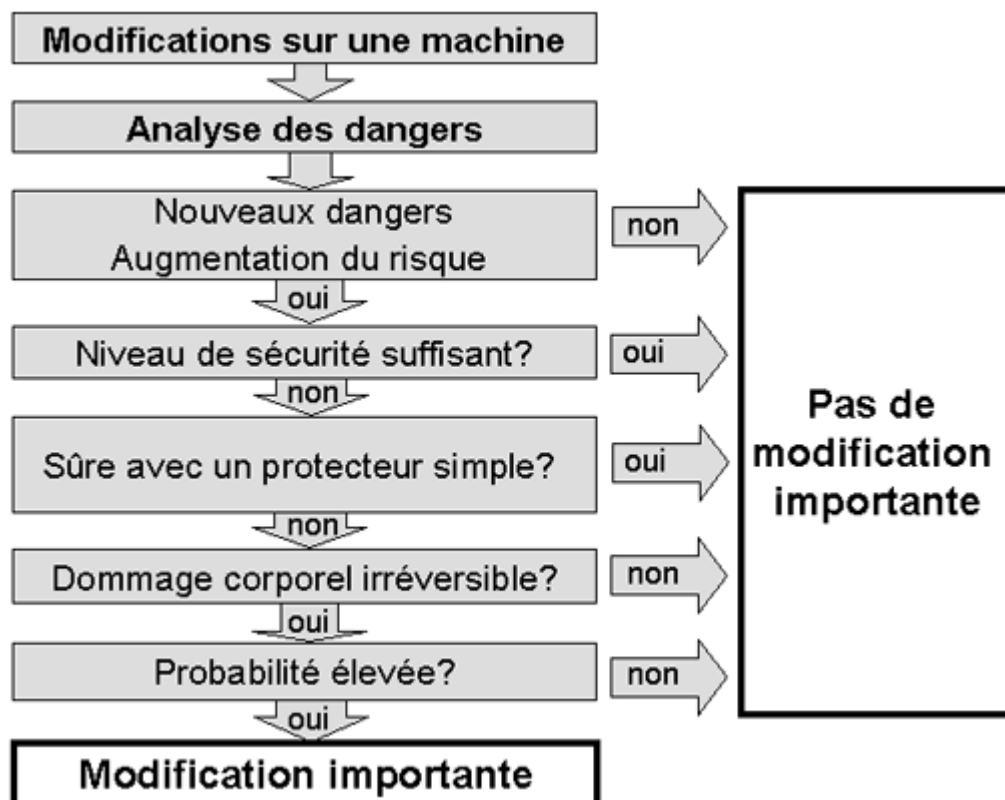 Modifications sur une machine
Analyse des dangers
Nouveaux dangers
Augmentation du risque
non
oui
Niveau de sécurité suffisant?
oui
non
Sûre avec un protecteur simple?
oui
non
Dommage corporel irréversible?
non
oui
Probabilité élevée?
non
oui
Modification importante
Pas de
modification
importante